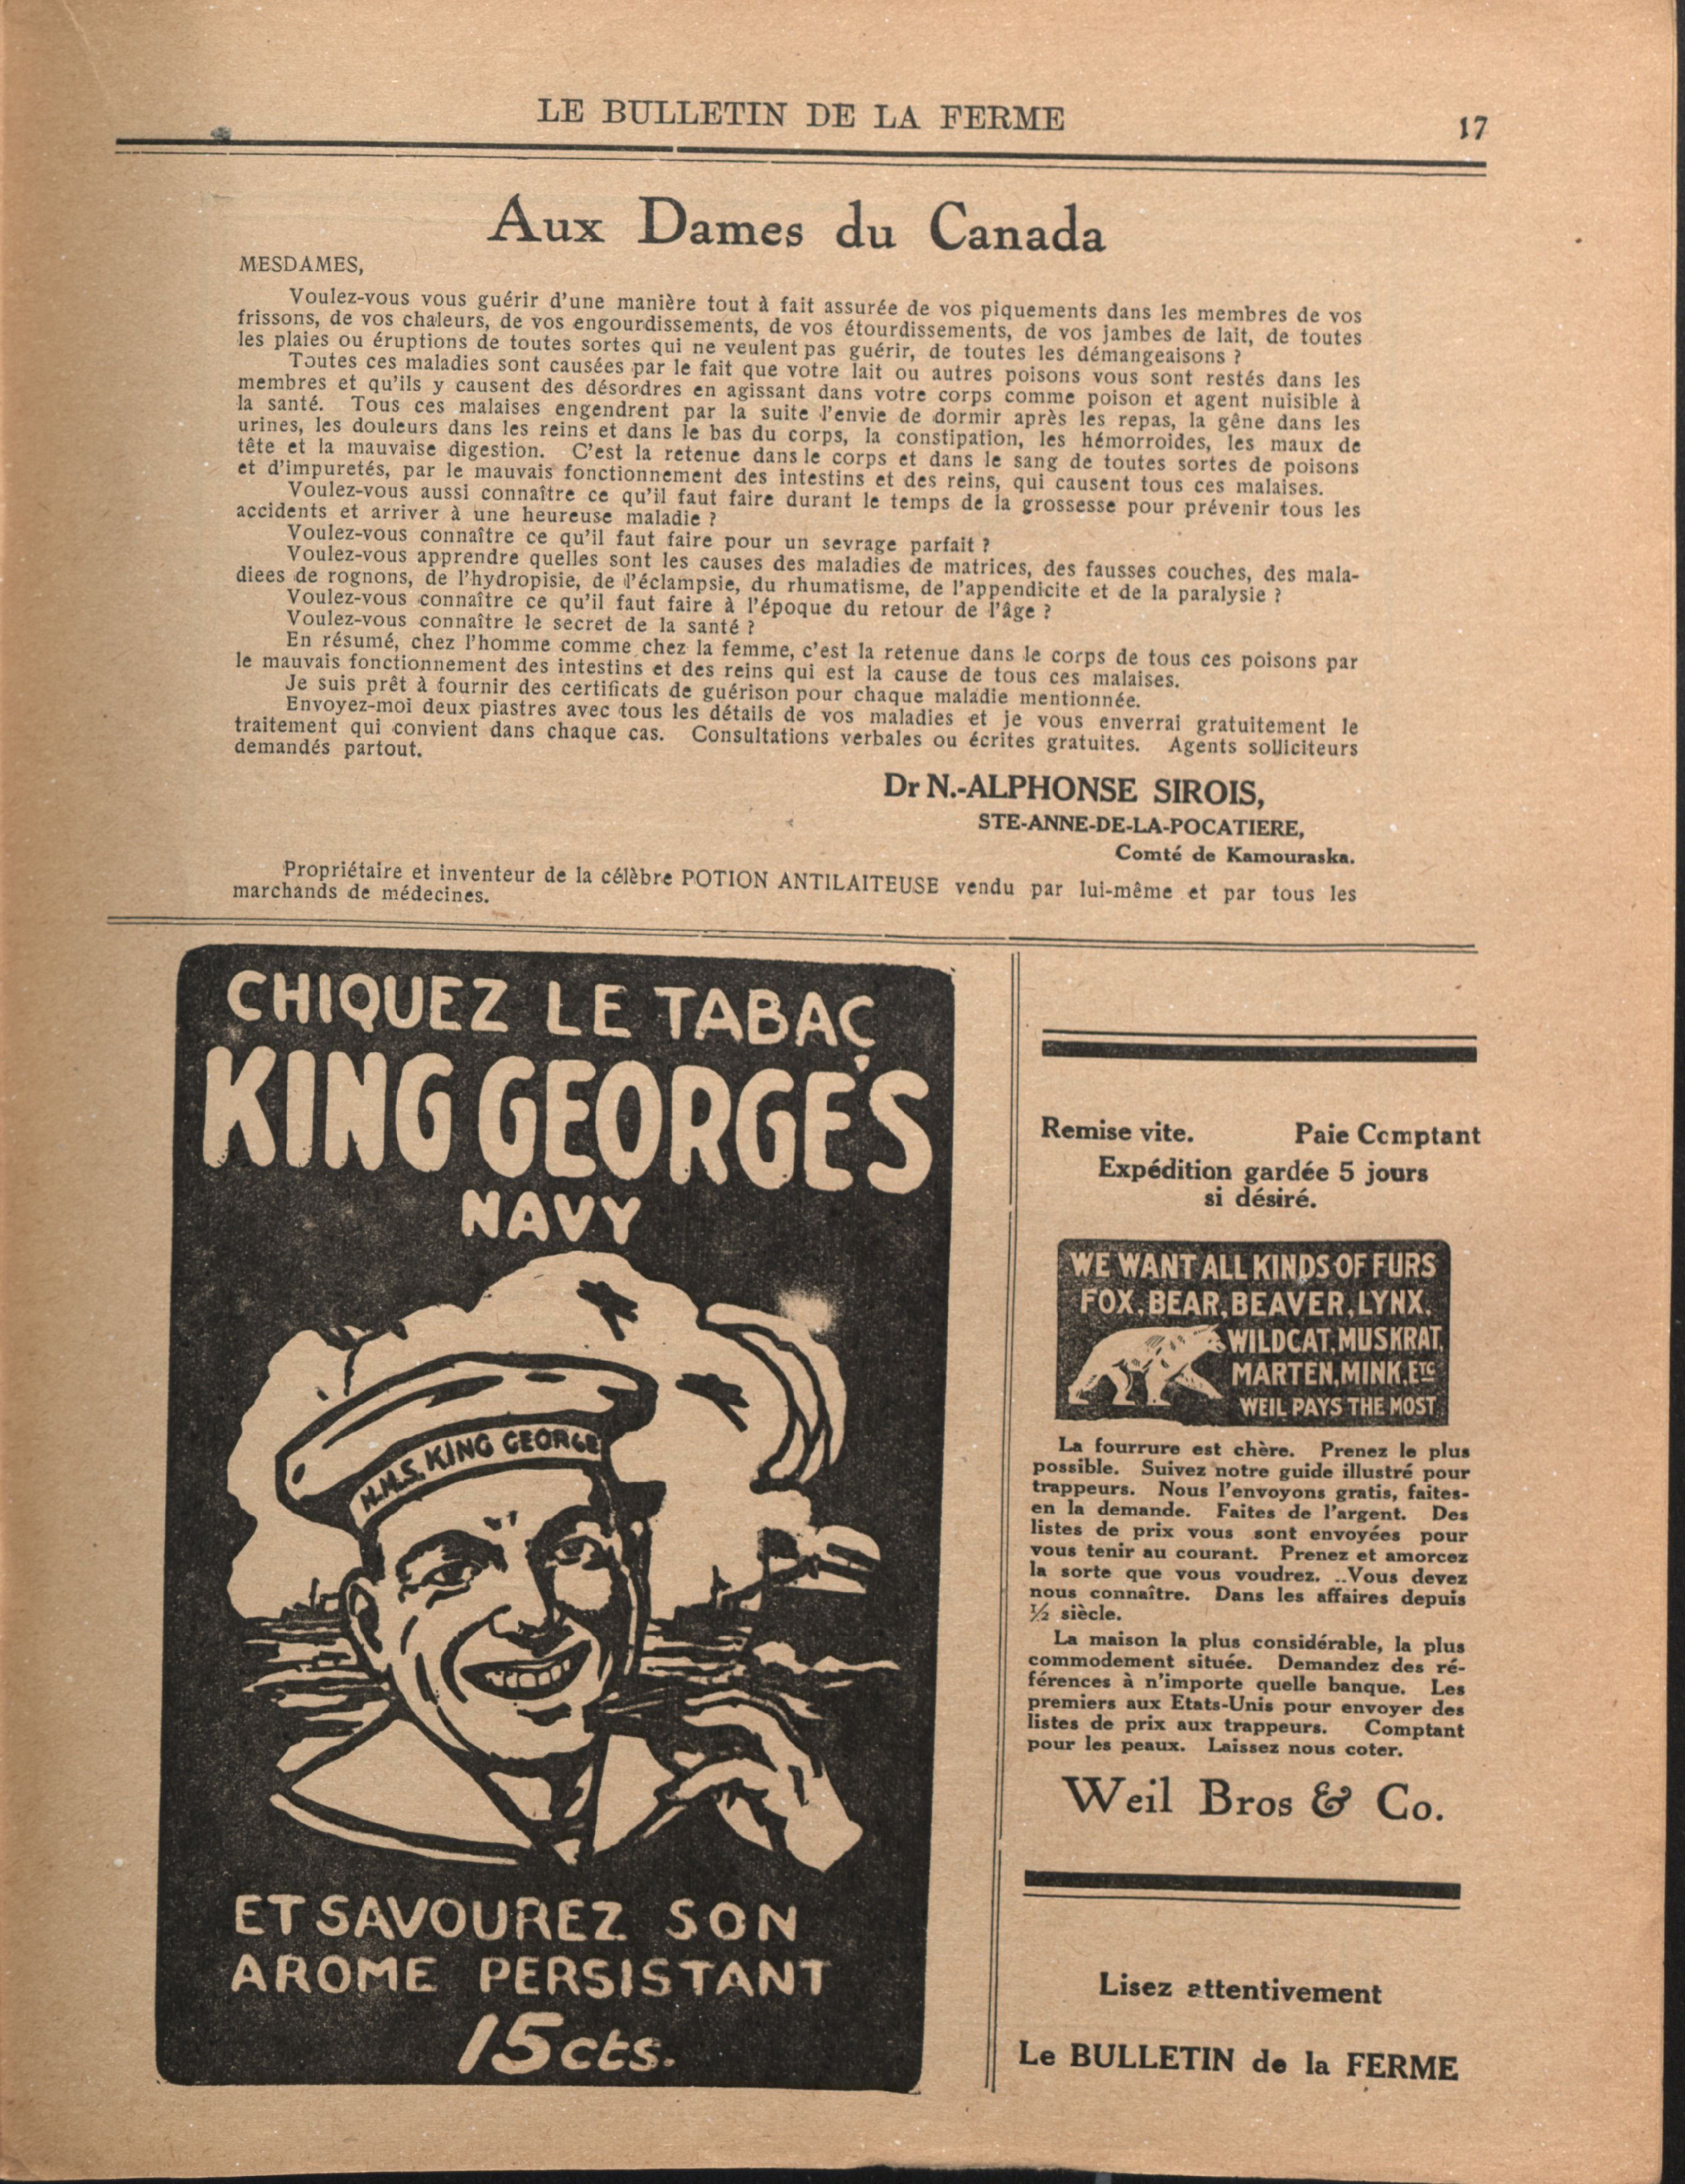 LE BULLETIN DE LA FERME 17
Aux Dames du Canada
MESDAMES,
Voulez-vous vous guérir d'une manière tout à fait assurée de vos piquements dans les membres de vos
frissons, de vos chaleurs, de vos engourdissements, de vos étourdissements, de vos jambes de lait, de toutes
les plaies ou éruptions de toutes sortes qui ne veulent pas guérir, de toutes les démangeaisons ?
Toutes ces maladies sont causées par le fait que votre lait ou autres poisons vous sont restés dans les
membres et qu'ils y causent des désordres en agissant dans votre corps comme poison et agent nuisible à
la santé. Tous ces malaises engendrent par la suite l'envie de dormir après les repas, la gêne dans les
urines, les douleurs dans les reins et dans le bas du corps, la constipation, les hémorroides, les maux de
tête et la mauvaise digestion. C'est la retenue dans le corps et dans le sang de toutes sortes de poisons
et d'impuretés, par le mauvais fonctionnement des intestins et des reins, qui causent tous ces malaises.
Voulez-vous aussi connaître ce qu'il faut faire durant le temps de la grossesse pour prévenir tous les
accidents et arriver à une heureuse maladie ?
Voulez-vous connaître ce qu'il faut faire pour un sevrage parfait ?
Voulez-vous apprendre quelles sont les causes des maladies de matrices, des fausses couches, des mala-
diees de rognons, de l'hydropisie, de l'éclampsie, du rhumatisme, de l'appendicite et de la paralysie ?
Voulez-vous connaître ce qu'il faut faire à l'époque du retour de l'âge ?
Voulez-vous connaître le secret de la santé ?
En résumé, chez l'homme comme chez la femme, c'est la retenue dans le corps de tous ces poisons par
le mauvais fonctionnement des intestins et des reins qui est la cause de tous ces malaises.
Je suis prêt à fournir des certificats de guérison pour chaque maladie mentionnée.
Envoyez-moi deux piastres avec tous les détails de vos maladies et je vous enverrai gratuitement le
traitement qui convient dans chaque cas. Consultations verbales ou écrites gratuites. Agents solliciteurs
demandés partout.
Dr N.-ALPHONSE SIROIS,
STE-ANNE-DE-LA-POCATIERE,
Comté de Kamouraska.
Propriétaire et inventeur de la célèbre POTION ANTILAITEUSE vendu par lui-même et par tous les
marchands de médecines.
CHIQUEZ LE TABAC
KING GEORGE'S
NAVY
H.M.S. KING GEORGE
ET SAVOUREZ SON
AROME PERSISTANT
15 cts.
Remise vite. Paie Comptant
Expédition gardée 5 jours
si désiré.
WE WANT ALL KINDS OF FURS
FOX, BEAR, BEAVER, LYNX,
WILDCAT, MUSKRAT,
MARTEN, MINK, ETC
WEIL PAYS THE MOST
La fourrure est chère. Prenez le plus
possible. Suivez notre guide illustré pour
trappeurs. Nous l'envoyons gratis, faites-
en la demande. Faites de l'argent. Des
listes de prix vous sont envoyées pour
vous tenir au courant. Prenez et amorcez
la sorte que vous voudrez. ..Vous devez
nous connaître. Dans les affaires depuis
½ siècle.
La maison la plus considérable, la plus
commodement située. Demandez des ré-
férences à n'importe quelle banque. Les
premiers aux Etats-Unis pour envoyer des
listes de prix aux trappeurs. Comptant
pour les peaux. Laissez nous coter.
Weil Bros & Co.
Lisez attentivement
Le BULLETIN de la FERME